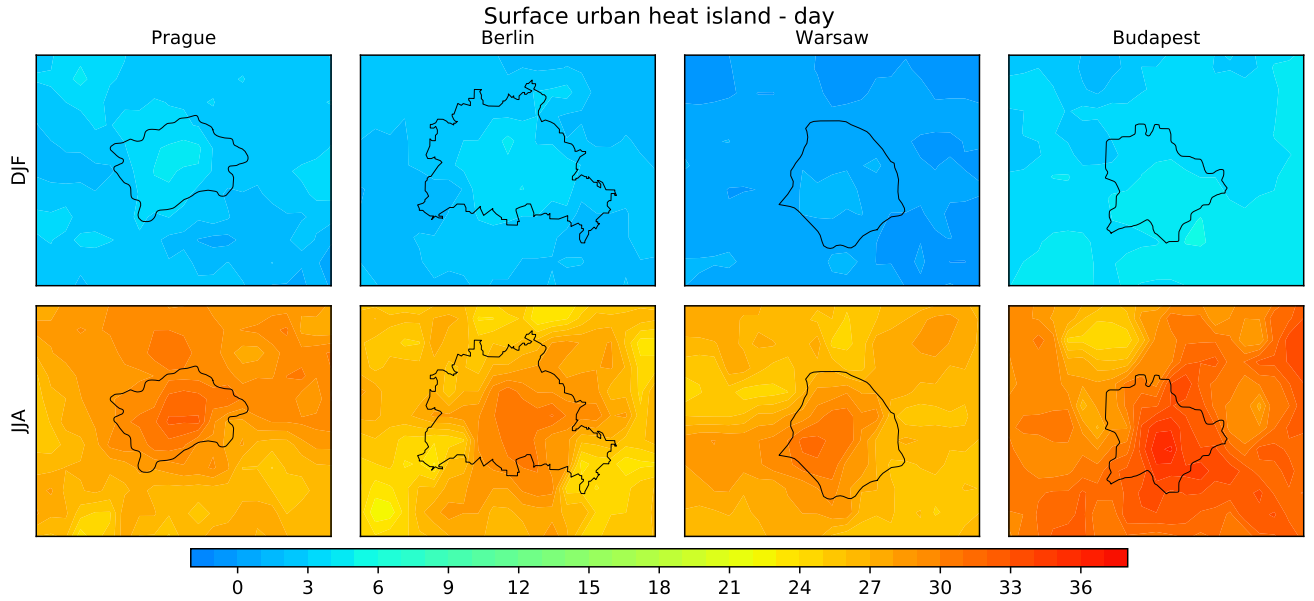 Surface urban heat island - day
Prague Berlin Warsaw Budapest
DJF
JJA
0 3 6 9 12 15 18 21 24 27 30 33 36